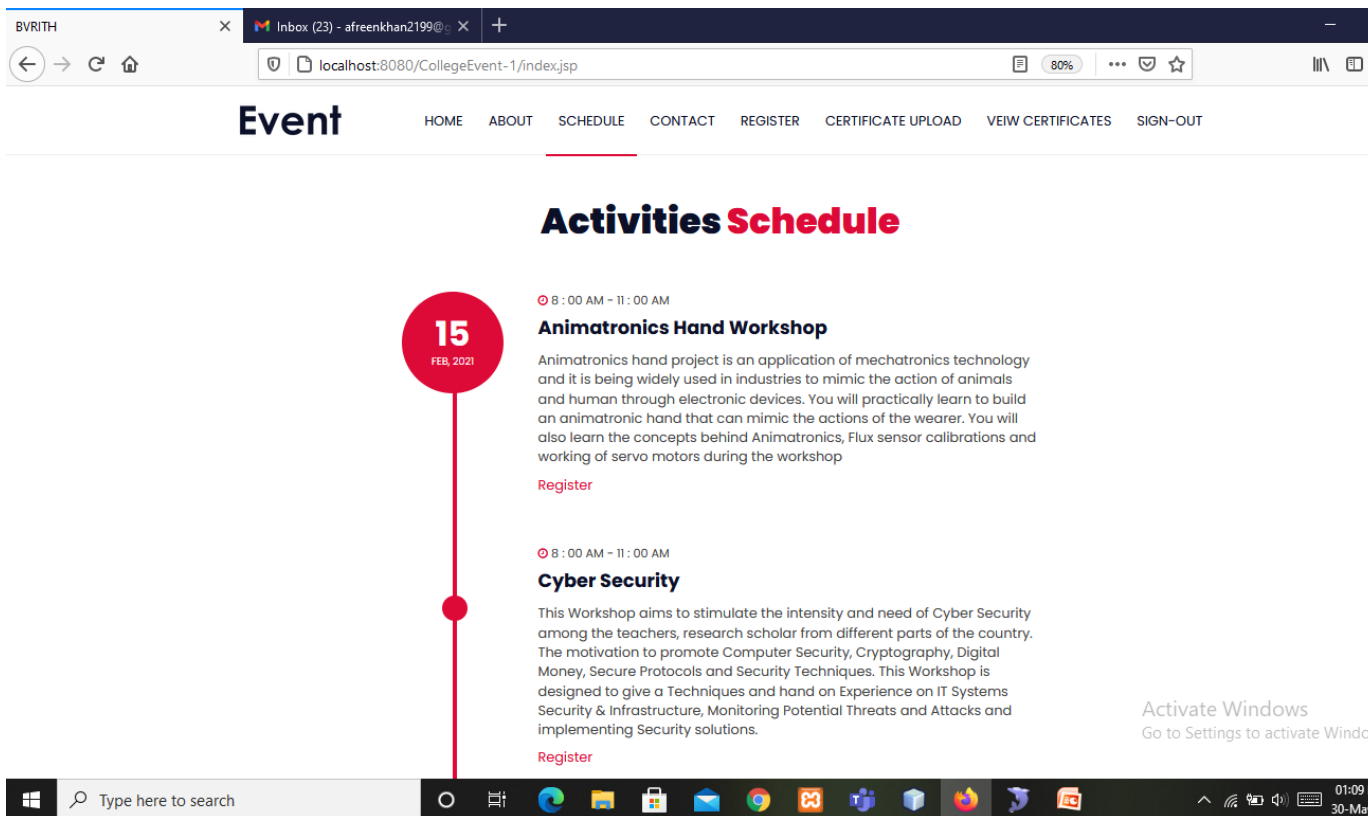 BVRITH
Inbox (23) - afreenkhan2199@g
localhost:8080/CollegeEvent-1/index.jsp
80%
Event
HOME ABOUT SCHEDULE CONTACT REGISTER CERTIFICATE UPLOAD VEIW CERTIFICATES SIGN-OUT
Activities Schedule
15
FEB, 2021
8 : 00 AM - 11 : 00 AM
Animatronics Hand Workshop
Animatronics hand project is an application of mechatronics technology
and it is being widely used in industries to mimic the action of animals
and human through electronic devices. You will practically learn to build
an animatronic hand that can mimic the actions of the wearer. You will
also learn the concepts behind Animatronics, Flux sensor calibrations and
working of servo motors during the workshop
Register
8 : 00 AM - 11 : 00 AM
Cyber Security
This Workshop aims to stimulate the intensity and need of Cyber Security
among the teachers, research scholar from different parts of the country.
The motivation to promote Computer Security, Cryptography, Digital
Money, Secure Protocols and Security Techniques. This Workshop is
designed to give a Techniques and hand on Experience on IT Systems
Security & Infrastructure, Monitoring Potential Threats and Attacks and
implementing Security solutions.
Register
Activate Windows
Go to Settings to activate Windo
Type here to search
01:09
30-Ma